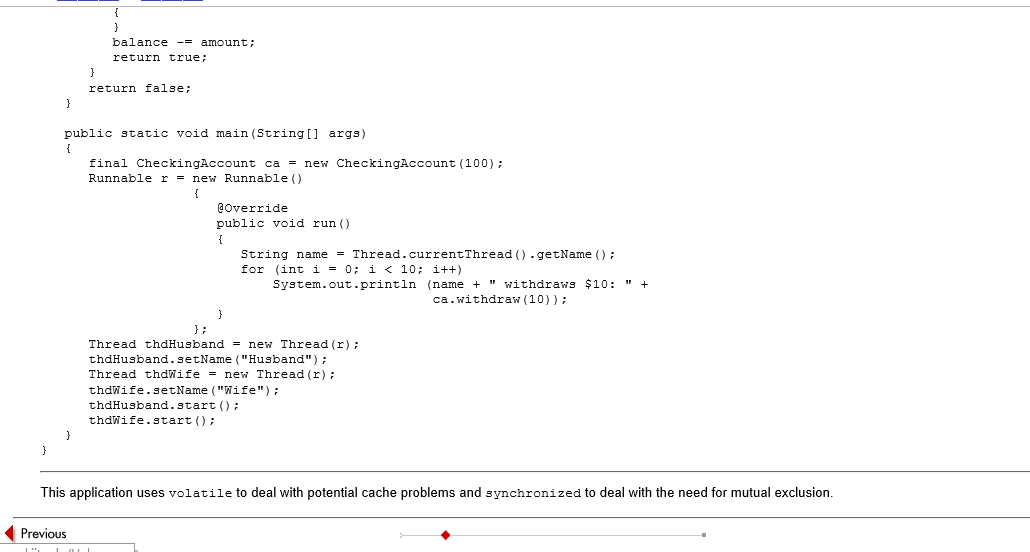 {
}
balance -= amount;
return true;
}
return false;
}
public static void main(String[] args)
{
final CheckingAccount ca = new CheckingAccount(100);
Runnable r = new Runnable()
{
@Override
public void run()
{
String name = Thread.currentThread().getName();
for (int i = 0; i < 10; i++)
System.out.println (name + " withdraws $10: " +
ca.withdraw(10));
}
};
Thread thdHusband = new Thread(r);
thdHusband.setName("Husband");
Thread thdWife = new Thread(r);
thdWife.setName("Wife");
thdHusband.start();
thdWife.start();
}
}
This application uses volatile to deal with potential cache problems and synchronized to deal with the need for mutual exclusion.
Previous